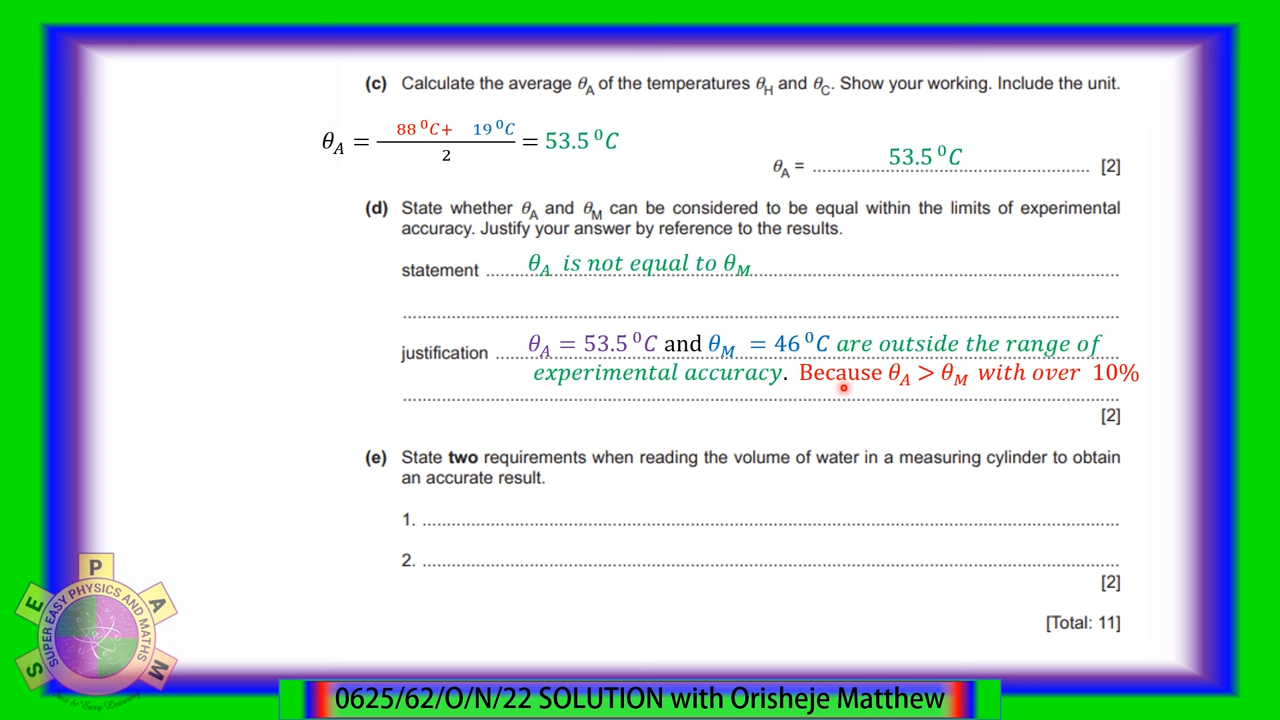 (c) Calculate the average θA of the temperatures θH and θC. Show your working. Include the unit.
θA = 88 ⁰C+ 19 ⁰C / 2 = 53.5 ⁰C
θA = 53.5 ⁰C [2]
(d) State whether θA and θM can be considered to be equal within the limits of experimental
accuracy. Justify your answer by reference to the results.
statement θA is not equal to θM
justification θA = 53.5 ⁰C and θM = 46 ⁰C are outside the range of
experimental accuracy. Because θA > θM with over 10%
[2]
(e) State two requirements when reading the volume of water in a measuring cylinder to obtain
an accurate result.
1.
2.
[2]
[Total: 11]
S E P A M
SUPER EASY PHYSICS AND MATHS
0625/62/O/N/22 SOLUTION with Orisheje Matthew